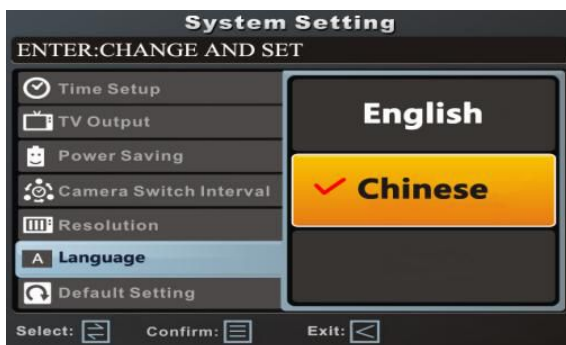 System Setting
ENTER:CHANGE AND SET
Time Setup
TV Output
Power Saving
Camera Switch Interval
Resolution
A Language
Default Setting
English
Chinese
Select: Confirm: Exit: